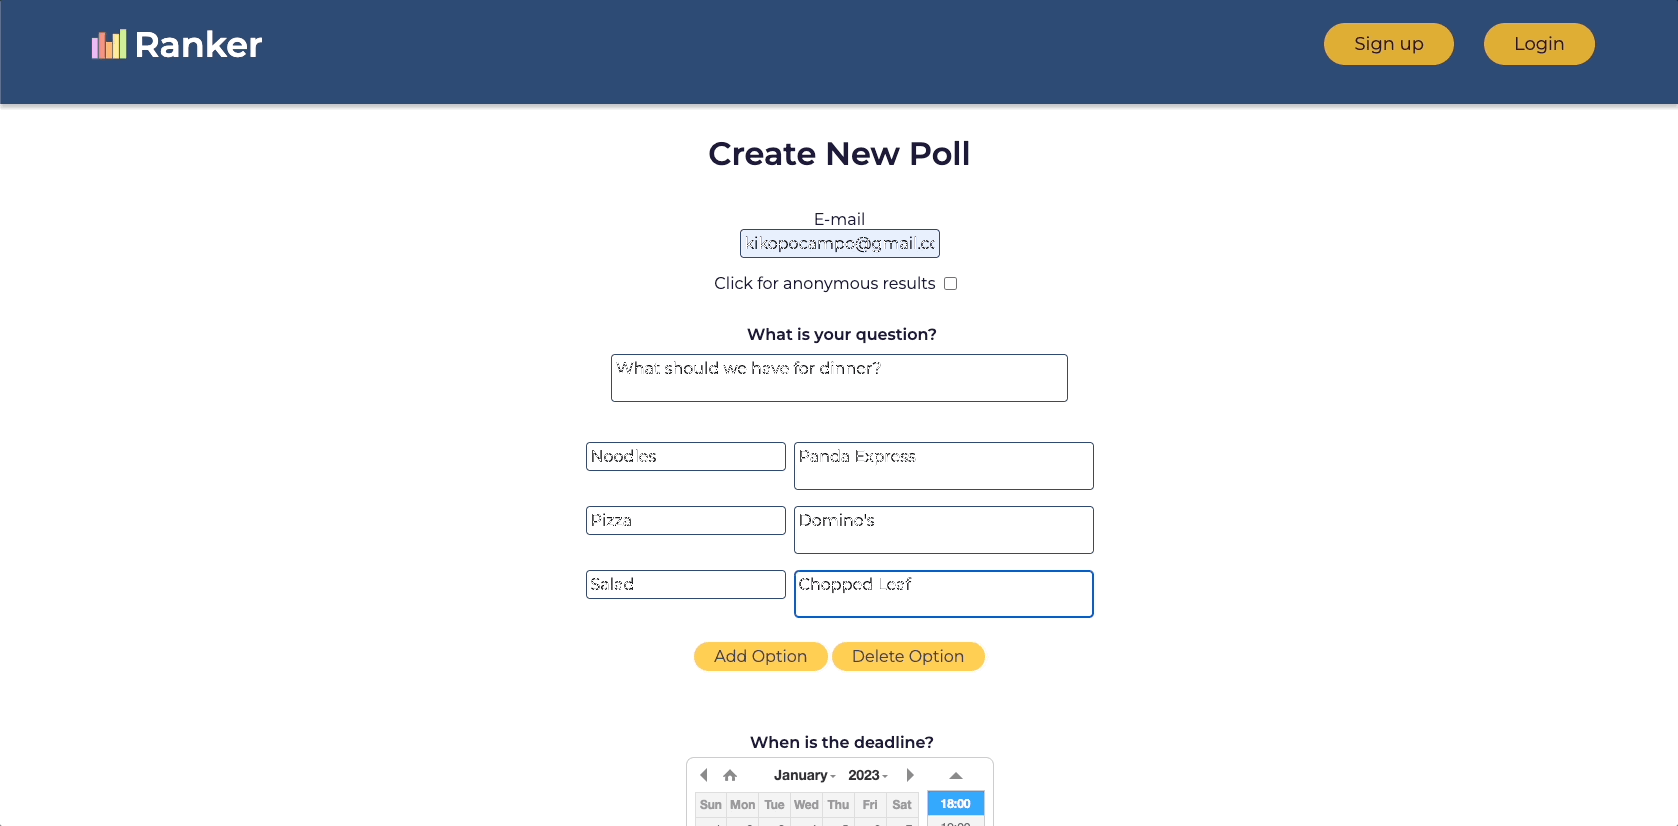 Ranker
Sign up
Login
Create New Poll
E-mail
kikopocampo@gmail.co
Click for anonymous results
What is your question?
What should we have for dinner?
Noodles
Panda Express
Pizza
Domino's
Salad
Chopped Leaf
Add Option
Delete Option
When is the deadline?
January 2023
Sun Mon Tue Wed Thu Fri Sat
18:00